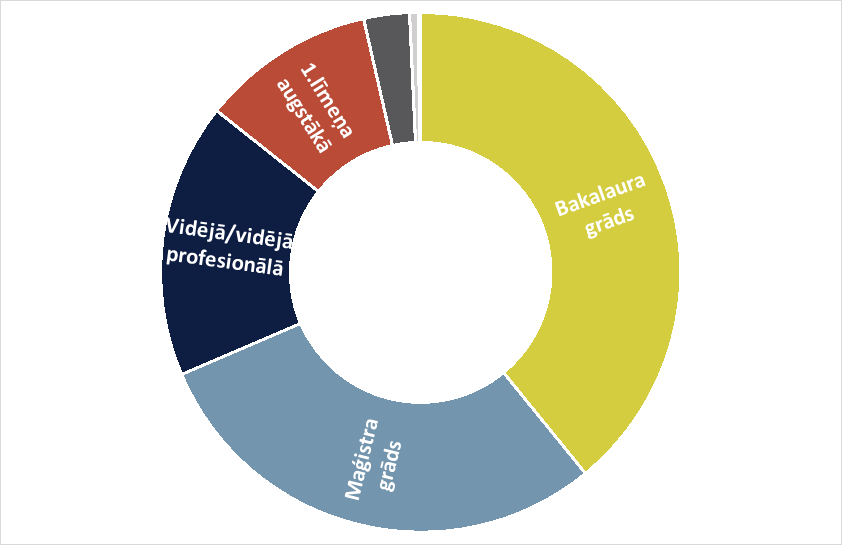 Bakalaura
grāds
Maģistra
grāds
Vidējā/vidējā
profesionālā
1.līmeņa
augstākā